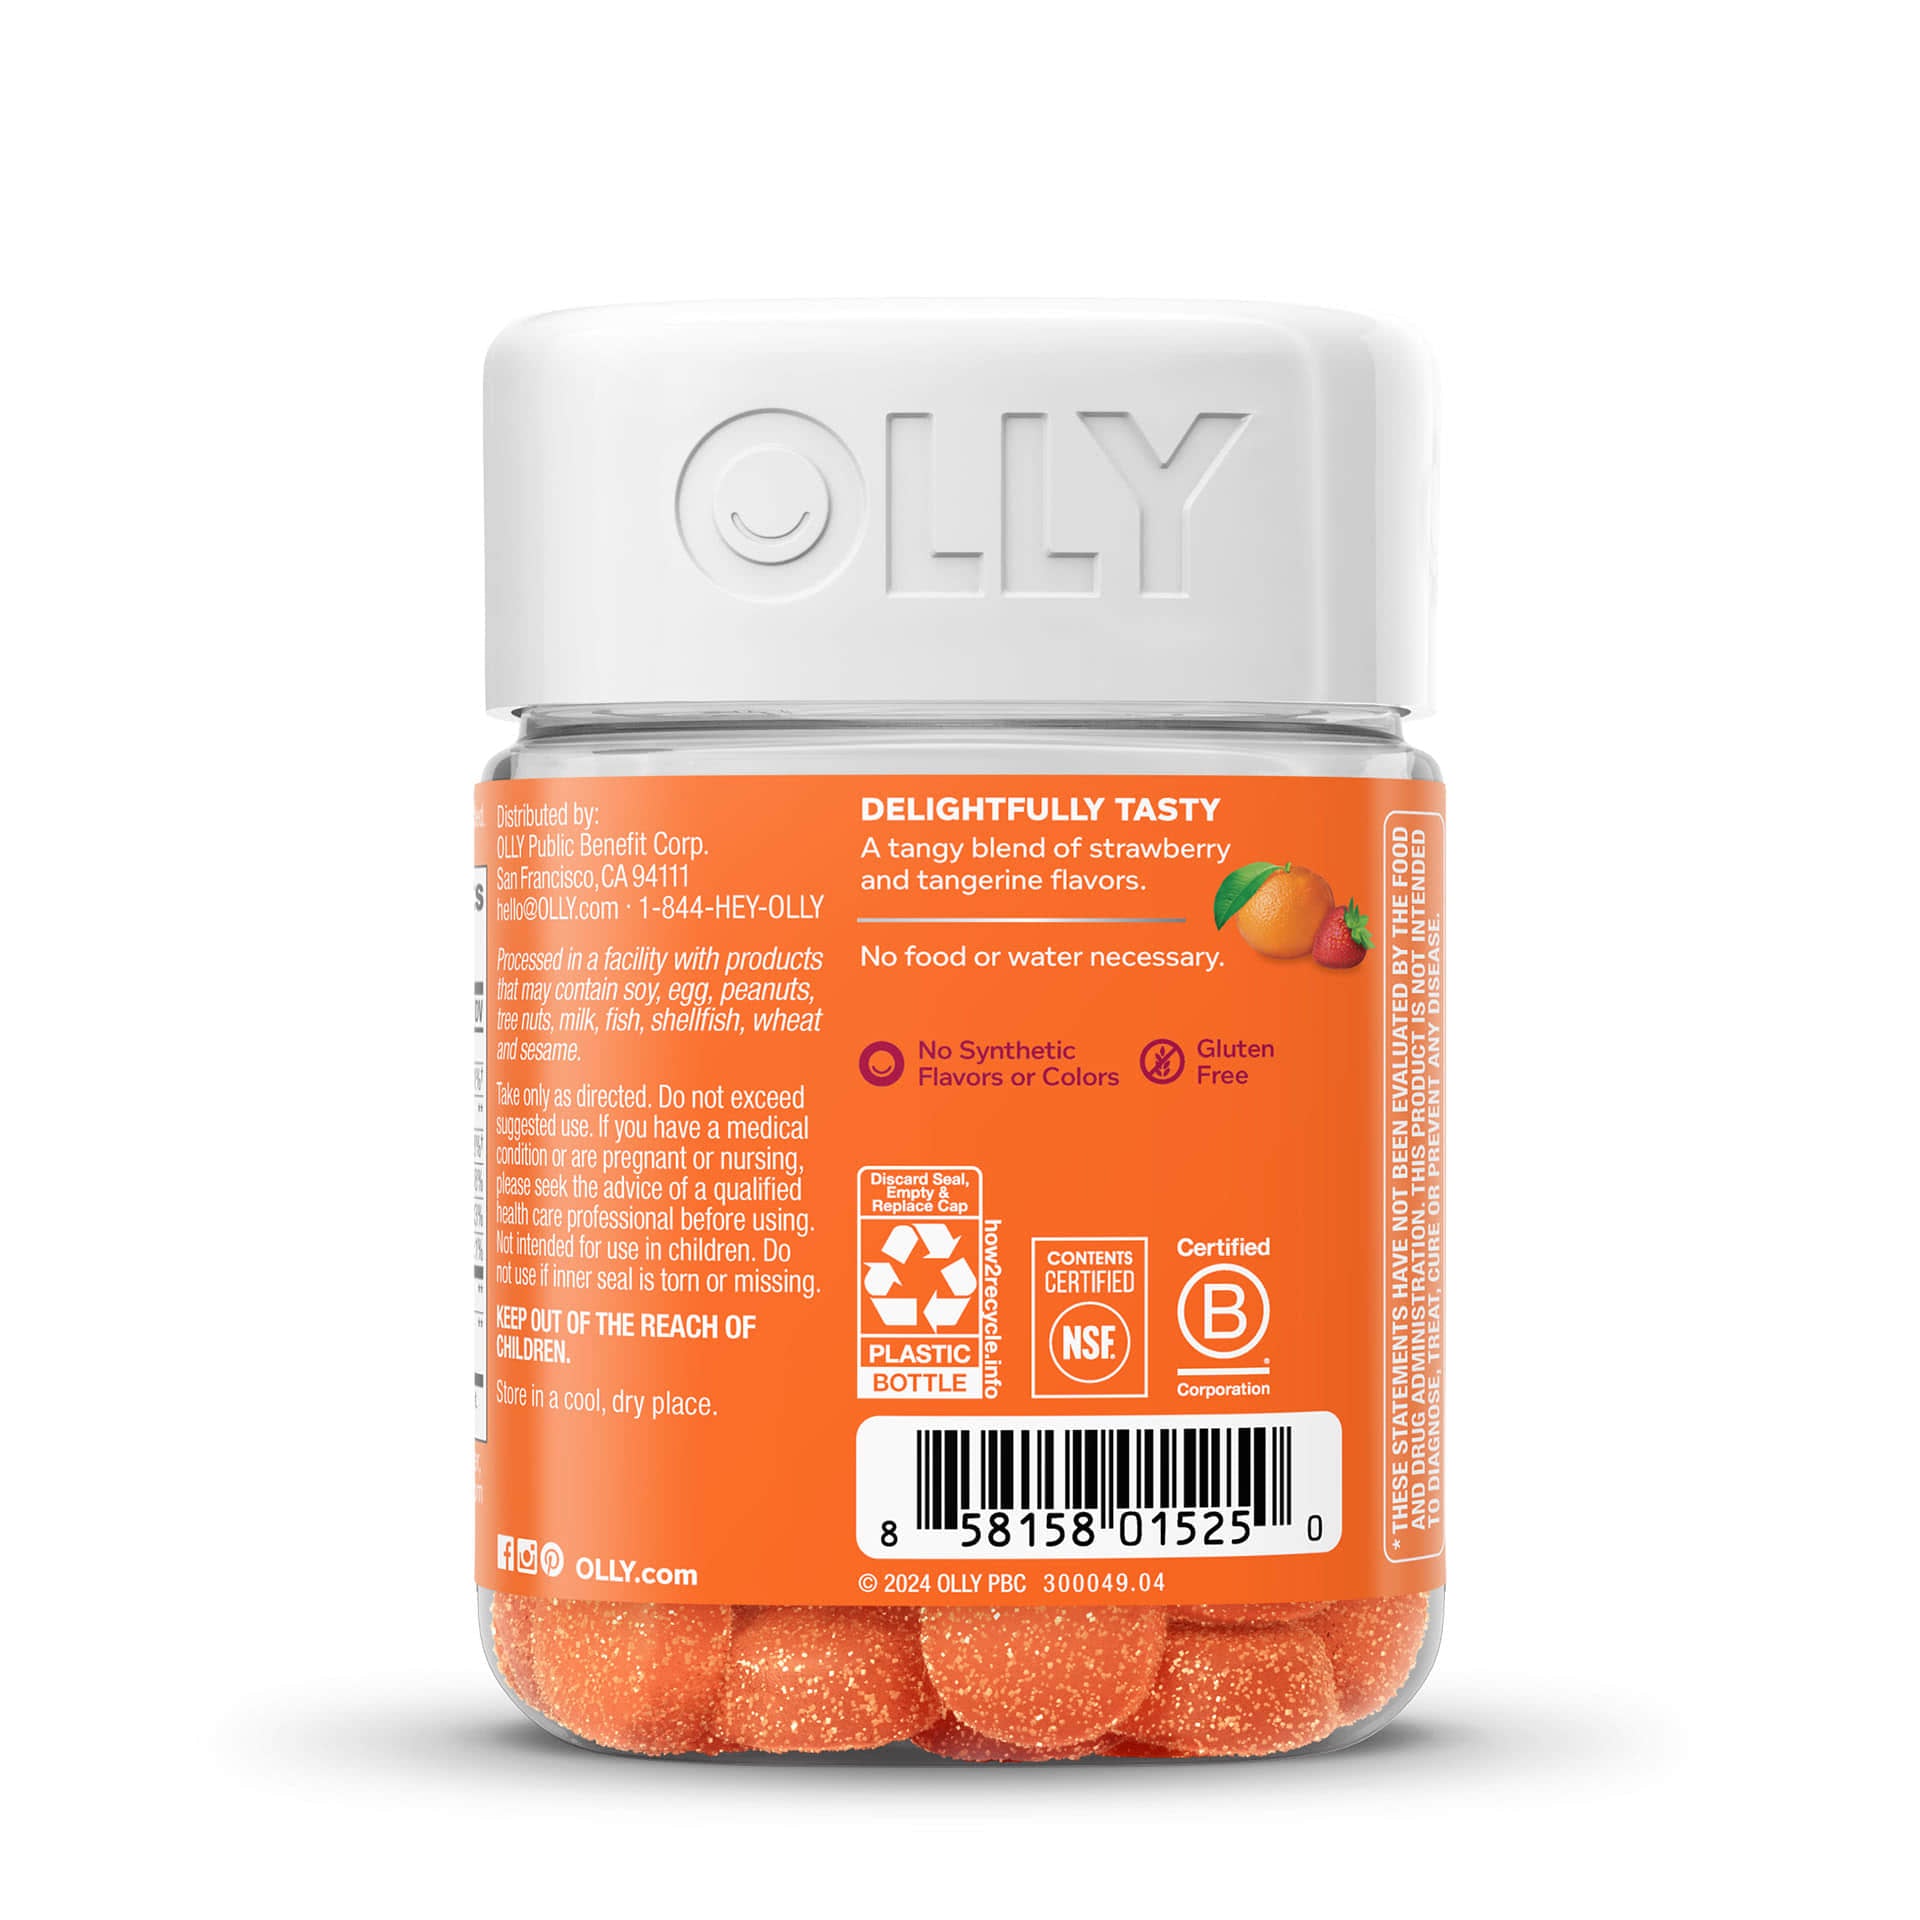 OLLY
Distributed by:
OLLY Public Benefit Corp.
San Francisco, CA 94111
hello@OLLY.com · 1-844-HEY-OLLY
Processed in a facility with products
that may contain soy, egg, peanuts,
tree nuts, milk, fish, shellfish, wheat
and sesame.
Take only as directed. Do not exceed
suggested use. If you have a medical
condition or are pregnant or nursing,
please seek the advice of a qualified
health care professional before using.
Not intended for use in children. Do
not use if inner seal is torn or missing.
KEEP OUT OF THE REACH OF
CHILDREN.
Store in a cool, dry place.
OLLY.com
DELIGHTFULLY TASTY
A tangy blend of strawberry
and tangerine flavors.
No food or water necessary.
No Synthetic
Flavors or Colors
Gluten
Free
Discard Seal,
Empty &
Replace Cap
PLASTIC
BOTTLE
how2recycle.info
CONTENTS
CERTIFIED
NSF.
Certified
B
Corporation
8 58158 01525 0
© 2024 OLLY PBC 300049.04
* THESE STATEMENTS HAVE NOT BEEN EVALUATED BY THE FOOD
AND DRUG ADMINISTRATION. THIS PRODUCT IS NOT INTENDED
TO DIAGNOSE, TREAT, CURE OR PREVENT ANY DISEASE.